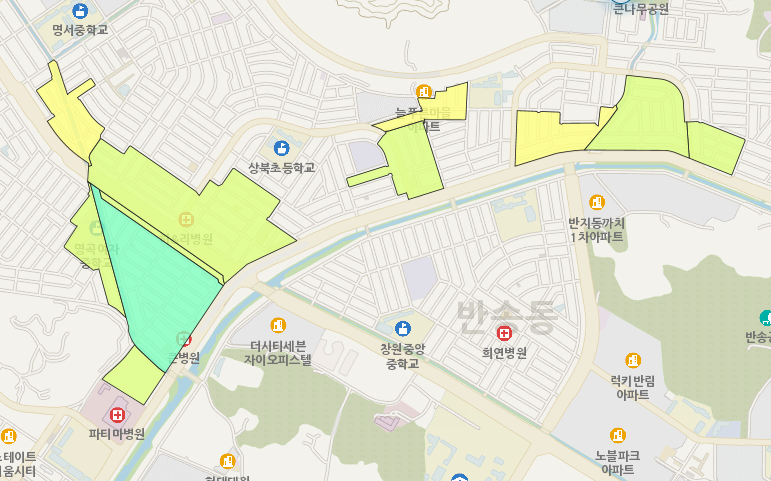 명서중학교
큰나무공원
늘푸른마을
아파트
상북초등학교
반지동까치
1차아파트
반송동
더시티세븐
자이오피스텔
창원중앙
중학교
희연병원
럭키반림
아파트
파티마병원
노블파크
아파트